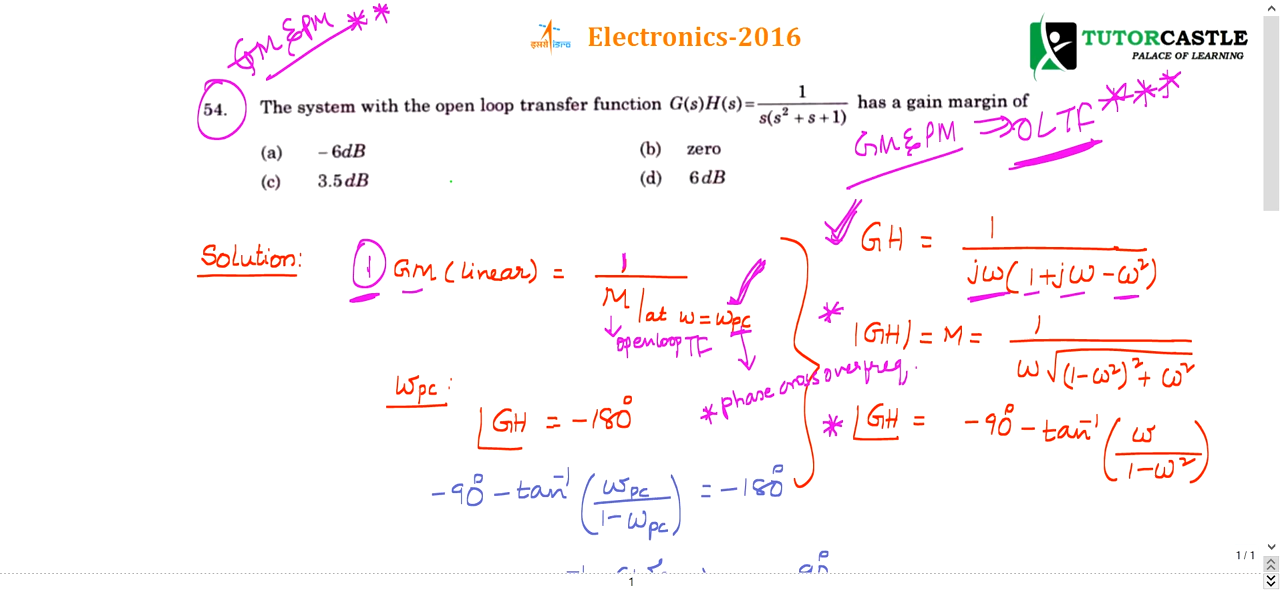 GM & PM **
इसरो isro Electronics-2016
TUTORCASTLE
PALACE OF LEARNING
54. The system with the open loop transfer function G(s)H(s)=1/s(s²+s+1) has a gain margin of
GM & PM ⇒ OLTF ***
(a) -6dB (b) zero
(c) 3.5dB (d) 6dB
Solution: 1 GM (linear) = 1/M | at ω = ωpc
↓ open loop TF
* phase cross over freq.
ωpc:
∠GH = -180°
-90° - tan⁻¹(ωpc/1-ωpc) = -180°
GH = 1/jω(1+jω-ω²)
* |GH| = M = 1/ω√(1-ω²)²+ω²
* ∠GH = -90° - tan⁻¹(ω/1-ω²)
1/1
1